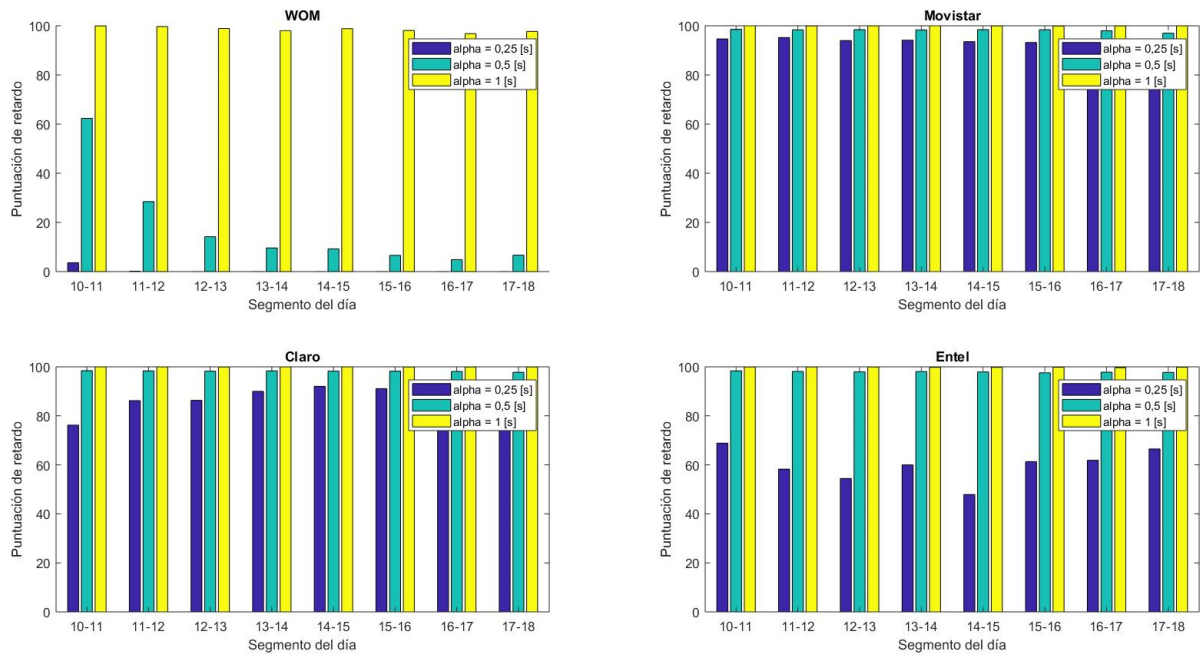 WOM
Puntuación de retardo
100
80
60
40
20
0
alpha = 0,25 [s]
alpha = 0,5 [s]
alpha = 1 [s]
10-11 11-12 12-13 13-14 14-15 15-16 16-17 17-18
Segmento del día
Movistar
Puntuación de retardo
100
80
60
40
20
0
alpha = 0,25 [s]
alpha = 0,5 [s]
alpha = 1 [s]
10-11 11-12 12-13 13-14 14-15 15-16 16-17 17-18
Segmento del día
Claro
Puntuación de retardo
100
80
60
40
20
0
alpha = 0,25 [s]
alpha = 0,5 [s]
alpha = 1 [s]
10-11 11-12 12-13 13-14 14-15 15-16 16-17 17-18
Segmento del día
Entel
Puntuación de retardo
100
80
60
40
20
0
alpha = 0,25 [s]
alpha = 0,5 [s]
alpha = 1 [s]
10-11 11-12 12-13 13-14 14-15 15-16 16-17 17-18
Segmento del día